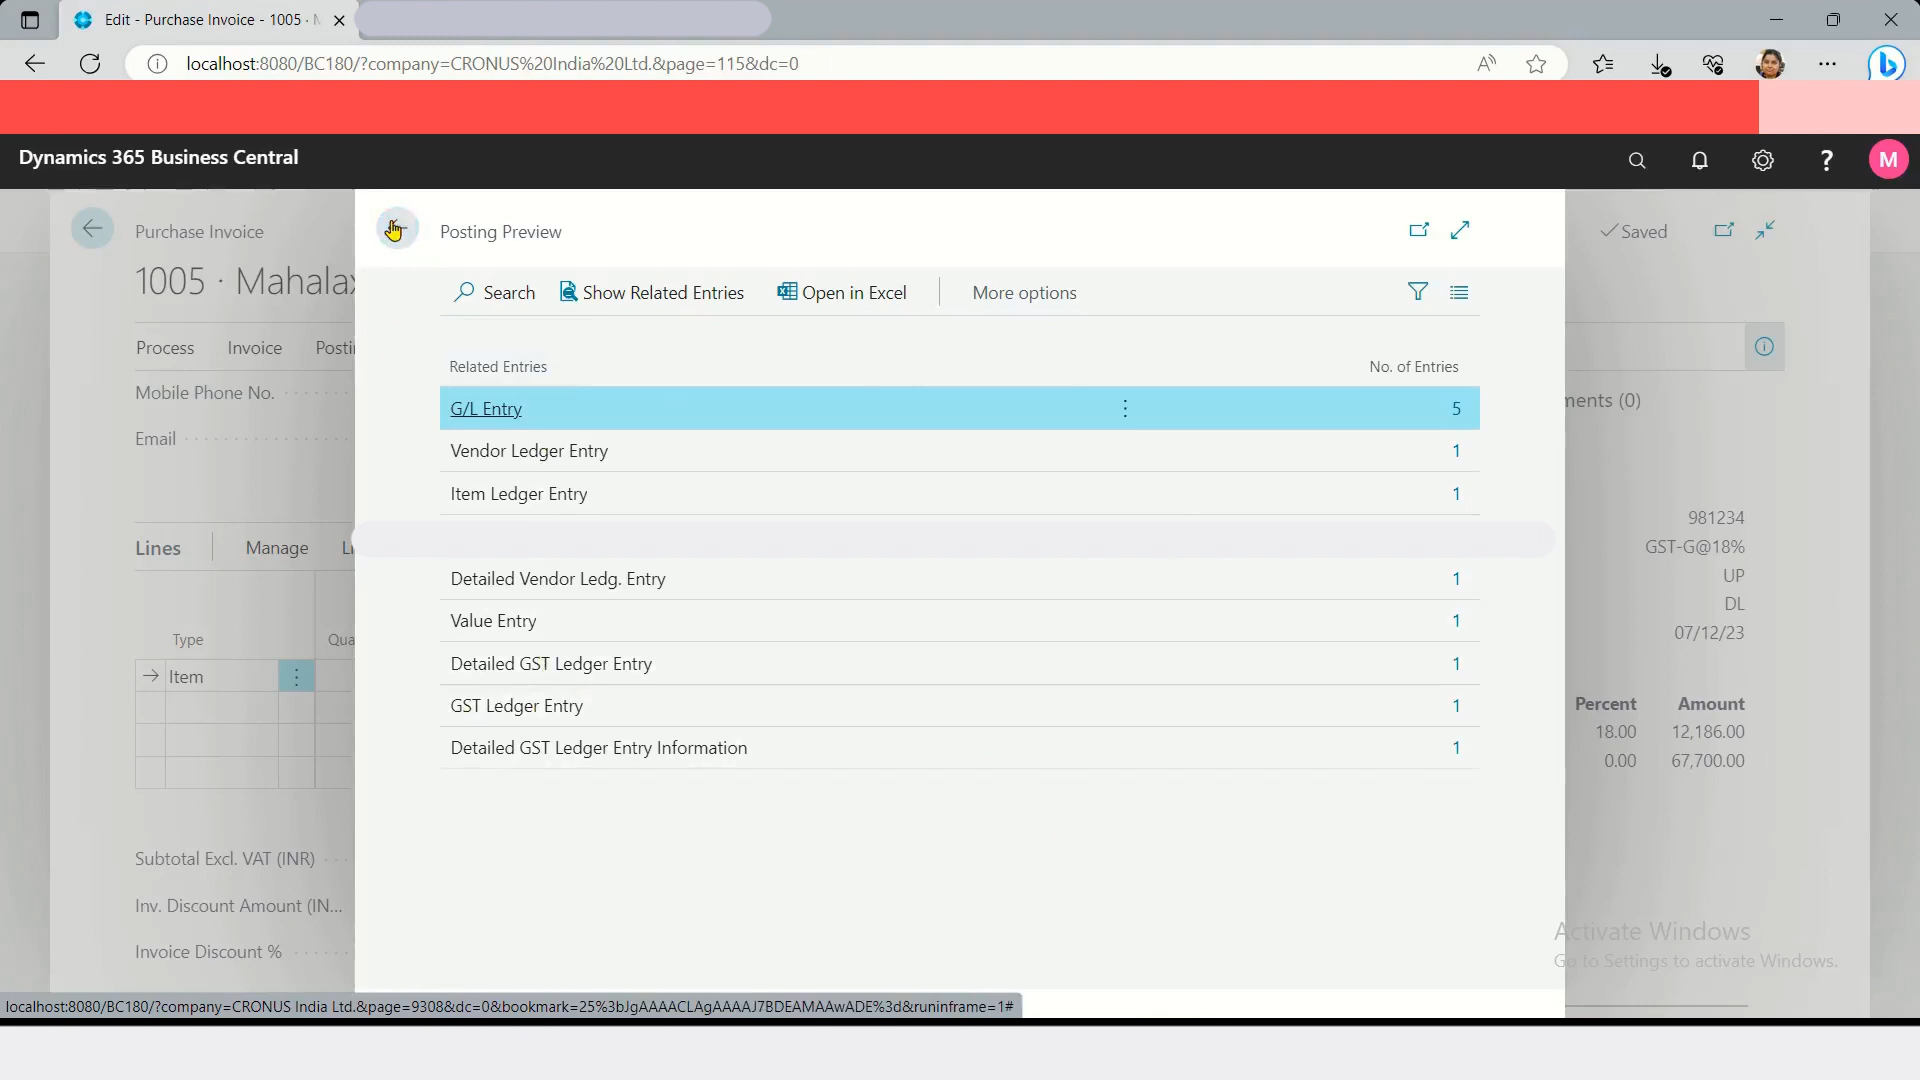 Edit - Purchase Invoice - 1005 ·
localhost:8080/BC180/?company=CRONUS%20India%20Ltd.&page=115&dc=0
Dynamics 365 Business Central
M
Purchase Invoice
Posting Preview
Saved
1005 · Mahalax
Search
Show Related Entries
Open in Excel
More options
Process
Invoice
Posti
Related Entries
No. of Entries
Mobile Phone No.
G/L Entry
5
ments (0)
Email
Vendor Ledger Entry
1
Item Ledger Entry
1
981234
Lines
Manage
Li
GST-G@18%
Detailed Vendor Ledg. Entry
1
UP
DL
Value Entry
1
07/12/23
Type
Qua
Item
Detailed GST Ledger Entry
1
GST Ledger Entry
1
Percent
Amount
18.00
12,186.00
Detailed GST Ledger Entry Information
1
0.00
67,700.00
Subtotal Excl. VAT (INR)
Inv. Discount Amount (IN...
Invoice Discount %
Activate Windows
Go to Settings to activate Windows.
localhost:8080/BC180/?company=CRONUS India Ltd.&page=9308&dc=0&bookmark=25%3bJgAAAACLAgAAAAJ7BDEAMAAwADE%3d&runinframe=1#